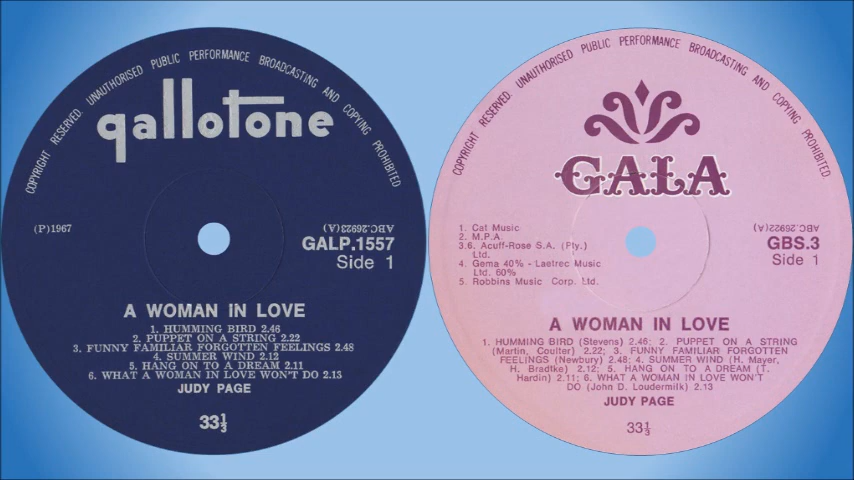 COPYRIGHT RESERVED. UNAUTHORISED PUBLIC PERFORMANCE BROADCASTING AND COPYING PROHIBITED
gallotone
(P)1967
ABC.26922(A)
GALP.1557
Side 1
A WOMAN IN LOVE
1. HUMMING BIRD 2.46
2. PUPPET ON A STRING 2.22
3. FUNNY FAMILIAR FORGOTTEN FEELINGS 2.48
4. SUMMER WIND 2.12
5. HANG ON TO A DREAM 2.11
6. WHAT A WOMAN IN LOVE WON'T DO 2.13
JUDY PAGE
33⅓
COPYRIGHT RESERVED. UNAUTHORISED PUBLIC PERFORMANCE BROADCASTING AND COPYING PROHIBITED.
GALA
1. Cat Music
2. M.P.A.
3.6. Acuff-Rose S.A. (Pty.)
Ltd.
4. Gema 40% - Laetrec Music
Ltd. 60%
5. Robbins Music Corp. Ltd.
ABC.26922(A)
GBS.3
Side 1
A WOMAN IN LOVE
1. HUMMING BIRD (Stevens) 2.46; 2. PUPPET ON A STRING
(Martin, Coulter) 2.22; 3. FUNNY FAMILIAR FORGOTTEN
FEELINGS (Newbury) 2.48; 4. SUMMER WIND (H. Mayer,
H. Bradtke) 2.12; 5. HANG ON TO A DREAM (T.
Hardin) 2.11; 6. WHAT A WOMAN IN LOVE WON'T
DO (John D. Loudermilk) 2.13
JUDY PAGE
33⅓